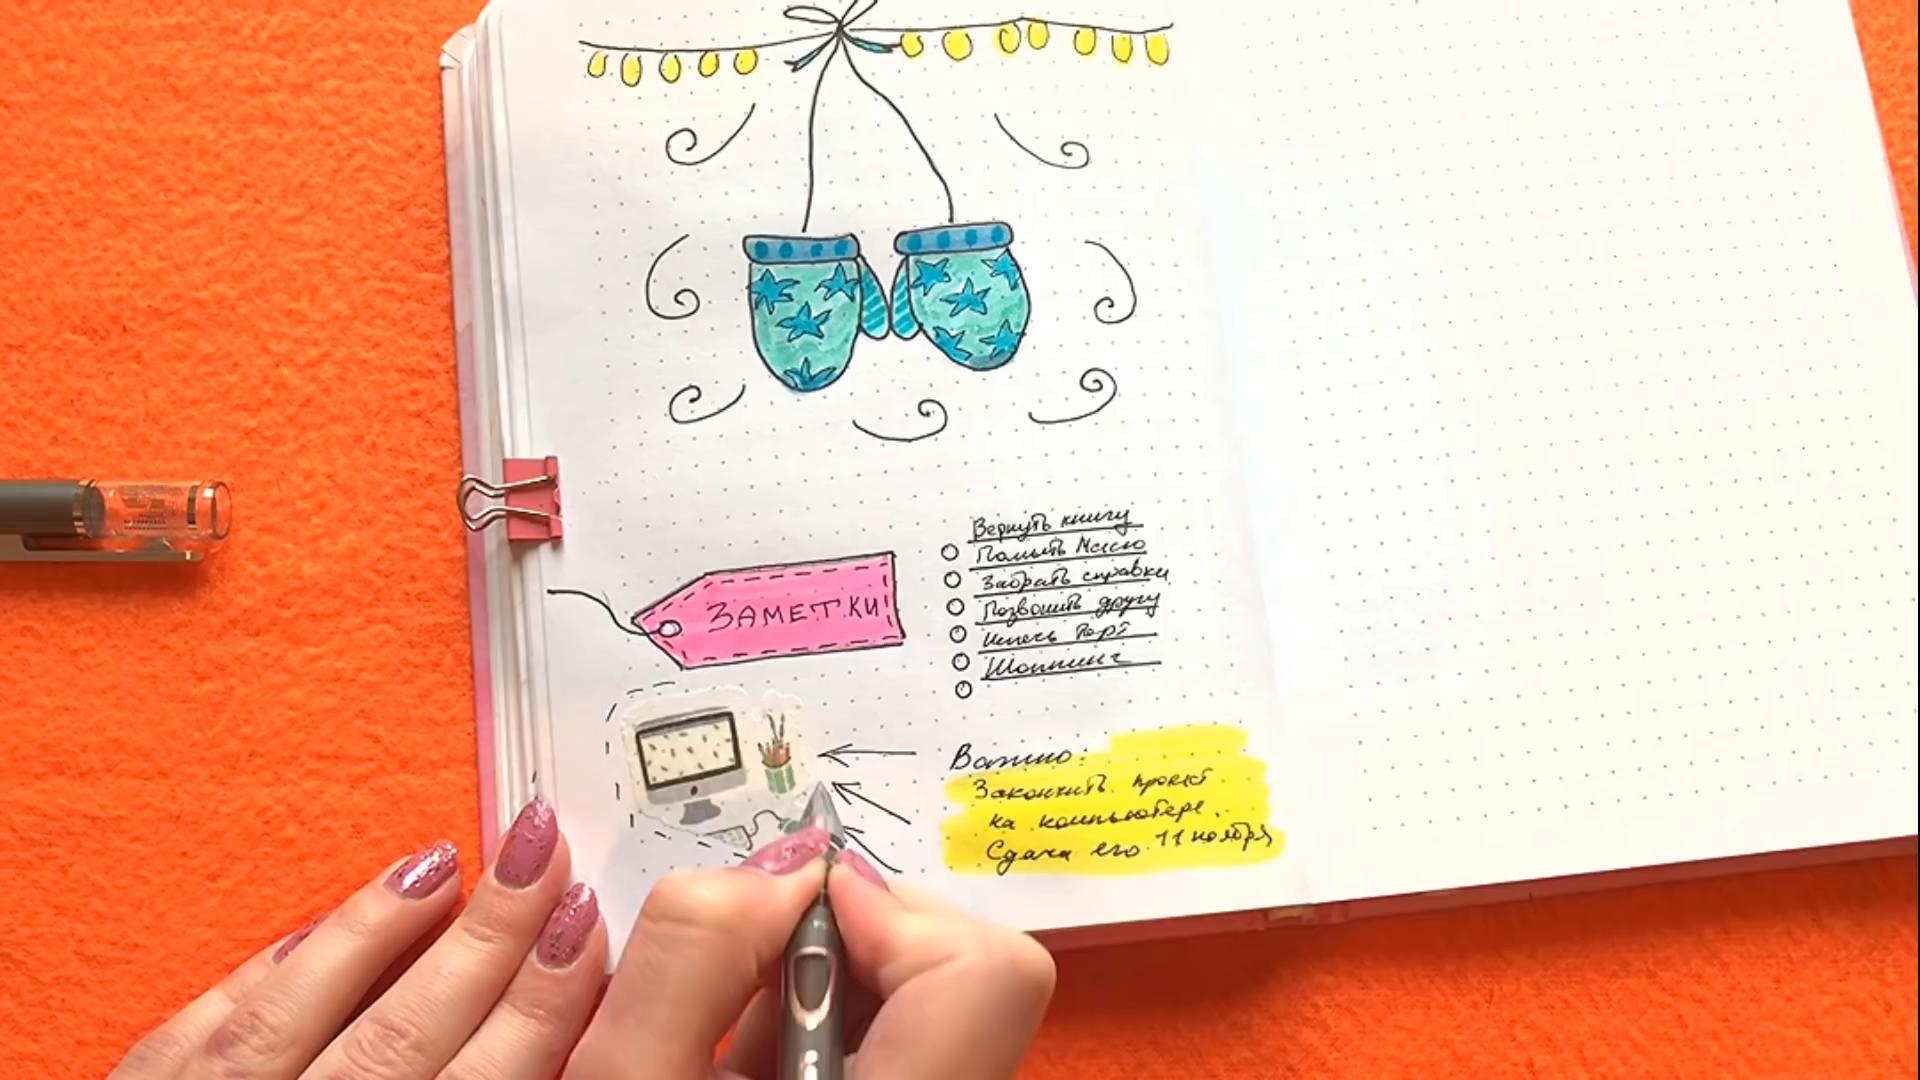 ЗАМЕТКИ
Вернуть книгу
Помыть Масю
Забрать справки
Позвонить другу
Испечь торт
Шоппинг
Важно:
Закончить проект
на компьютере.
Сдача его 11 ноября